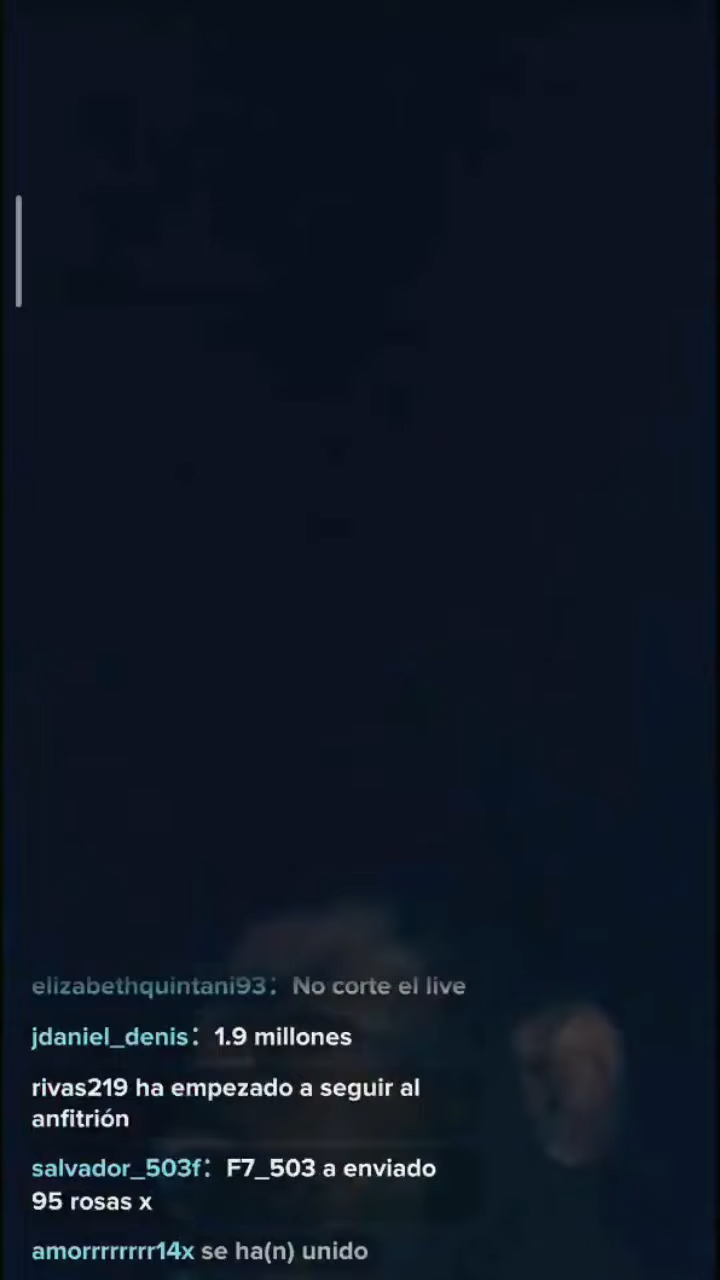 elizabethquintani93: No corte el live
jdaniel_denis: 1.9 millones
rivas219 ha empezado a seguir al
anfitrión
salvador_503f: F7_503 a enviado
95 rosas x
amorrrrrrrr14x se ha(n) unido